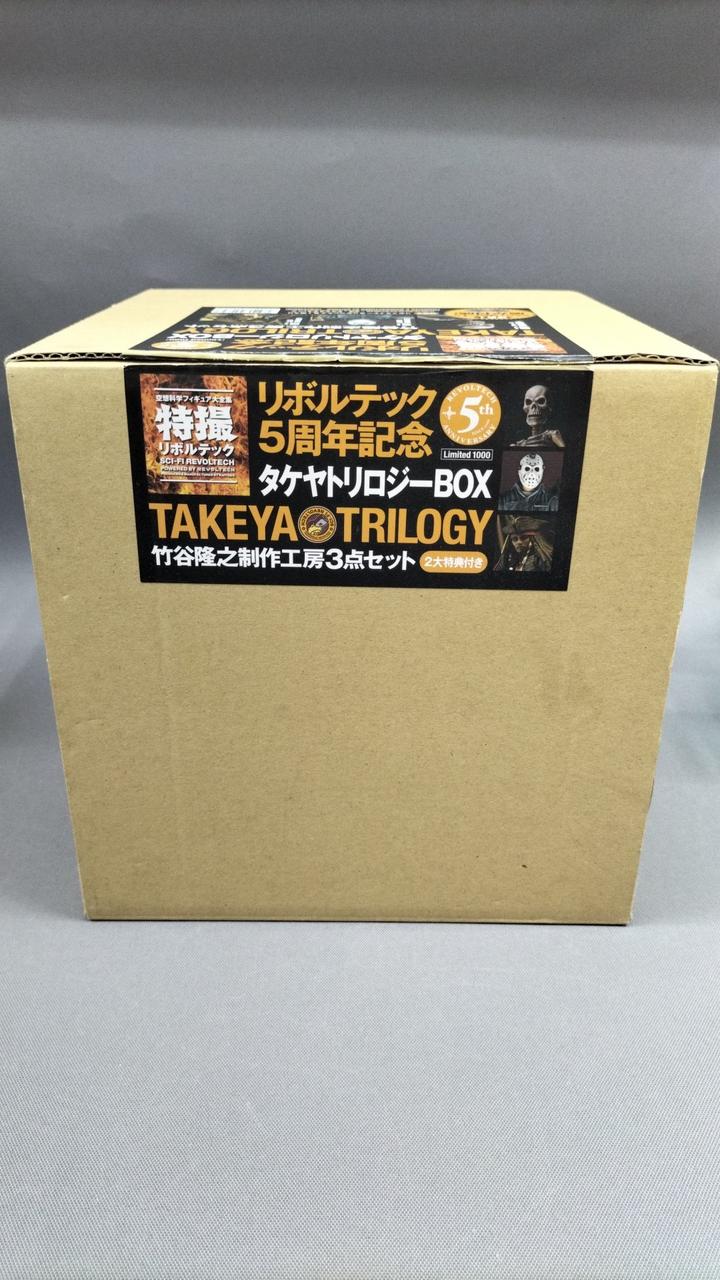 空想科学フィギュア大全集
特撮
リボルテック
SCI-FI REVOLTECH
POWERED BY REVOLTECH
リボルテック
5周年記念
REVOLTECH
5th
ANNIVERSARY
Limited 1000
タケヤトリロジーBOX
TAKEYA TRILOGY
竹谷隆之制作工房3点セット
2大特典付き